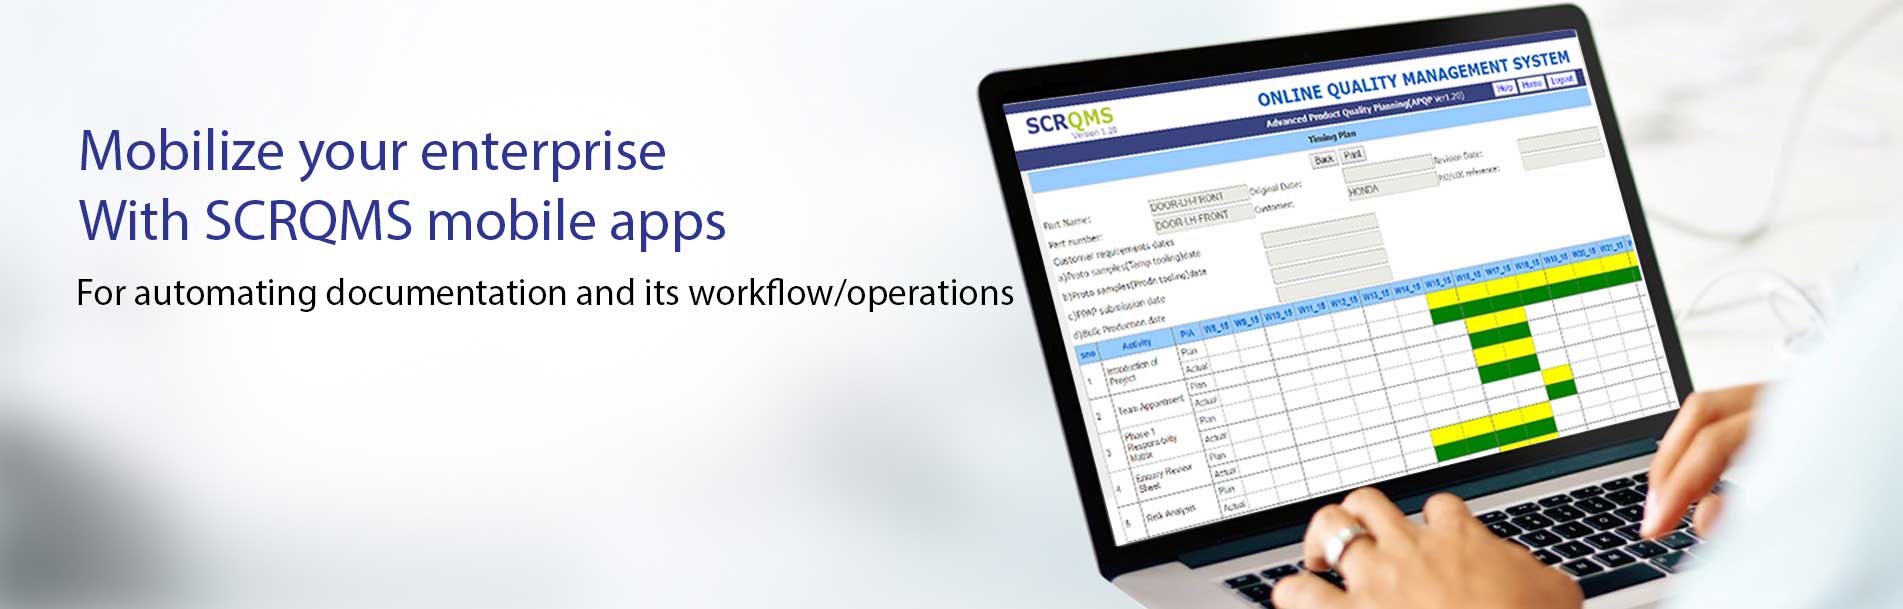 Mobilize your enterprise
With SCRQMS mobile apps
For automating documentation and its workflow/operations
SCRQMS
Version 1.20
ONLINE QUALITY MANAGEMENT SYSTEM
Advanced Product Quality Planning(APQP Ver1.20)
Help Home Logout
Timing Plan
Back Print
Part Name: DOOR-LH-FRONT Original Date: Revision Date:
Part number: DOOR-LH-FRONT Customer: HONDA P.O/LOI reference:
Customer requirements dates
a)Proto samples(Temp tooling)date
b)Proto samples(Prodn tooling)date
c)PPAP submission date
d)Bulk Production date
sno Activity P/A W8_15 W9_15 W10_15 W11_15 W12_15 W13_15 W14_15 W15_15 W16_15 W17_15 W18_15 W19_15 W20_15 W21_15
1 Introduction of Project Plan
Actual
2 Team Appointment Plan
Actual
3 Phase 1 Responsibility Matrix Plan
Actual
4 Enquiry Review Sheet Plan
Actual
5 Risk Analysis Plan
Actual